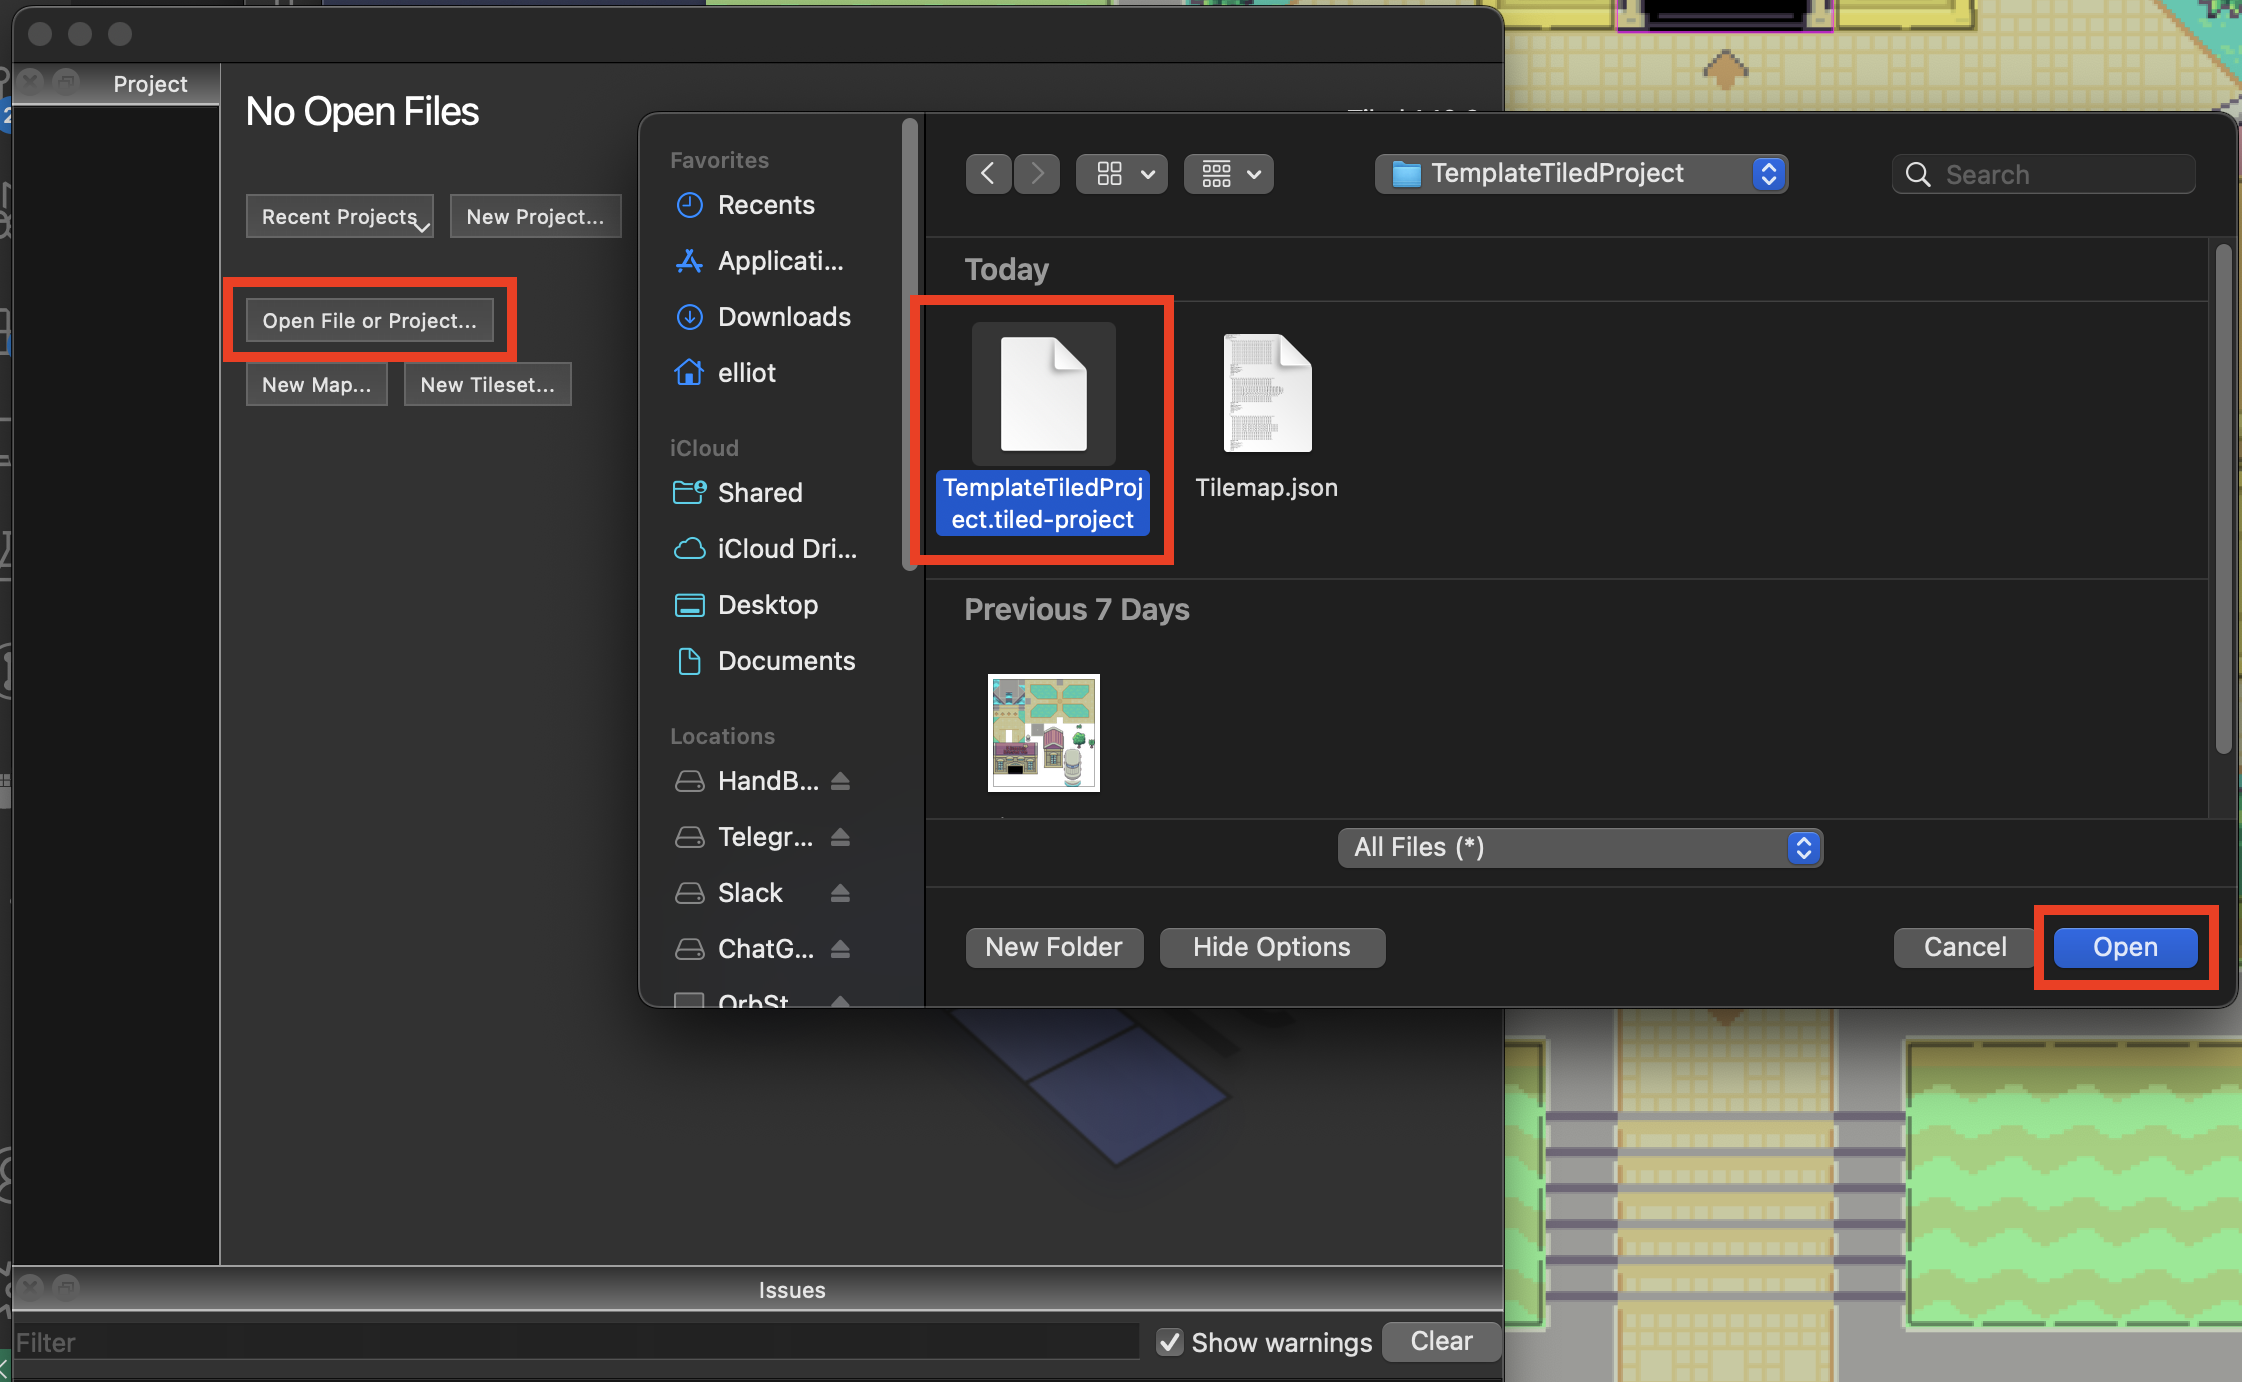 Project
No Open Files
Recent Projects
New Project...
Open File or Project...
New Map...
New Tileset...
Favorites
Recents
Applicati...
Downloads
elliot
iCloud
Shared
iCloud Dri...
Desktop
Documents
Locations
HandB...
Telegr...
Slack
ChatG...
OrbSt
TemplateTiledProject
Search
Today
TemplateTiledProj
ect.tiled-project
Tilemap.json
Previous 7 Days
All Files (*)
New Folder
Hide Options
Cancel
Open
Issues
Filter
Show warnings
Clear